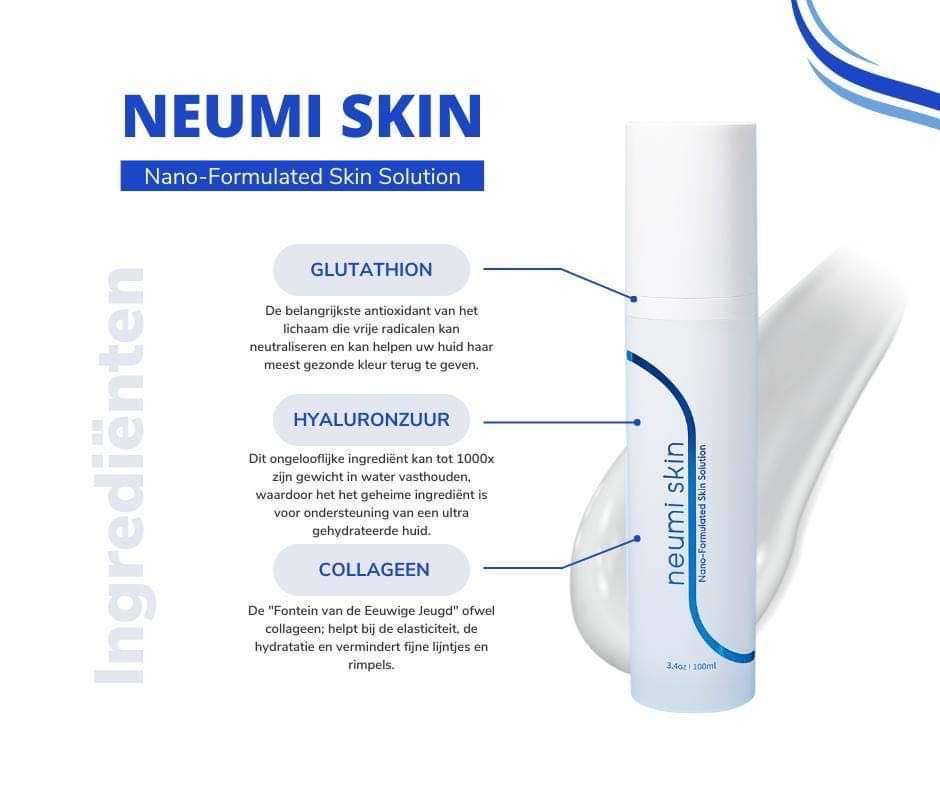 NEUMI SKIN
Nano-Formulated Skin Solution
Ingrediënten
GLUTATHION
De belangrijkste antioxidant van het
lichaam die vrije radicalen kan
neutraliseren en kan helpen uw huid haar
meest gezonde kleur terug te geven.
HYALURONZUUR
Dit ongelooflijke ingrediënt kan tot 1000x
zijn gewicht in water vasthouden,
waardoor het het geheime ingrediënt is
voor ondersteuning van een ultra
gehydrateerde huid.
COLLAGEEN
De "Fontein van de Eeuwige Jeugd" ofwel
collageen; helpt bij de elasticiteit, de
hydratatie en vermindert fijne lijntjes en
rimpels.
neumi skin
Nano-Formulated Skin Solution
3.4oz | 100ml